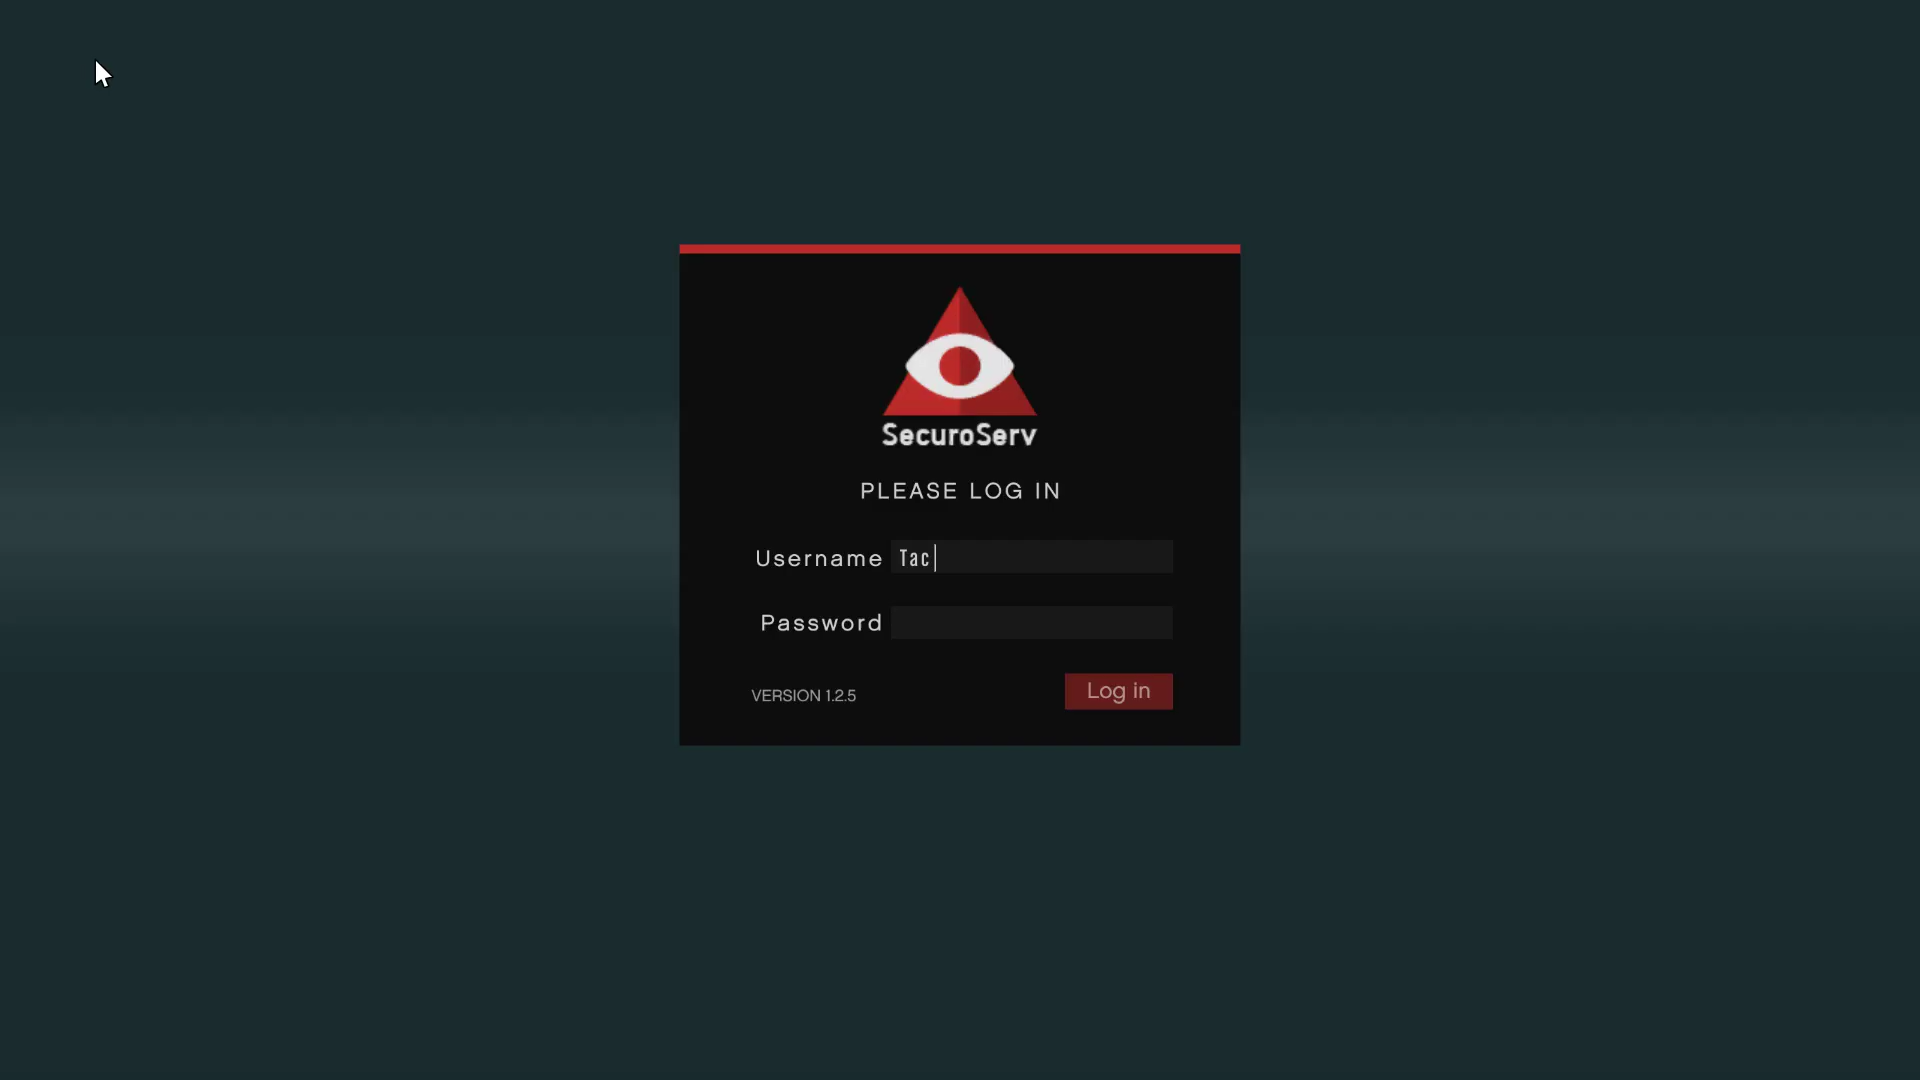 SecuroServ
PLEASE LOG IN
Username Tac
Password
VERSION 1.2.5 Log in